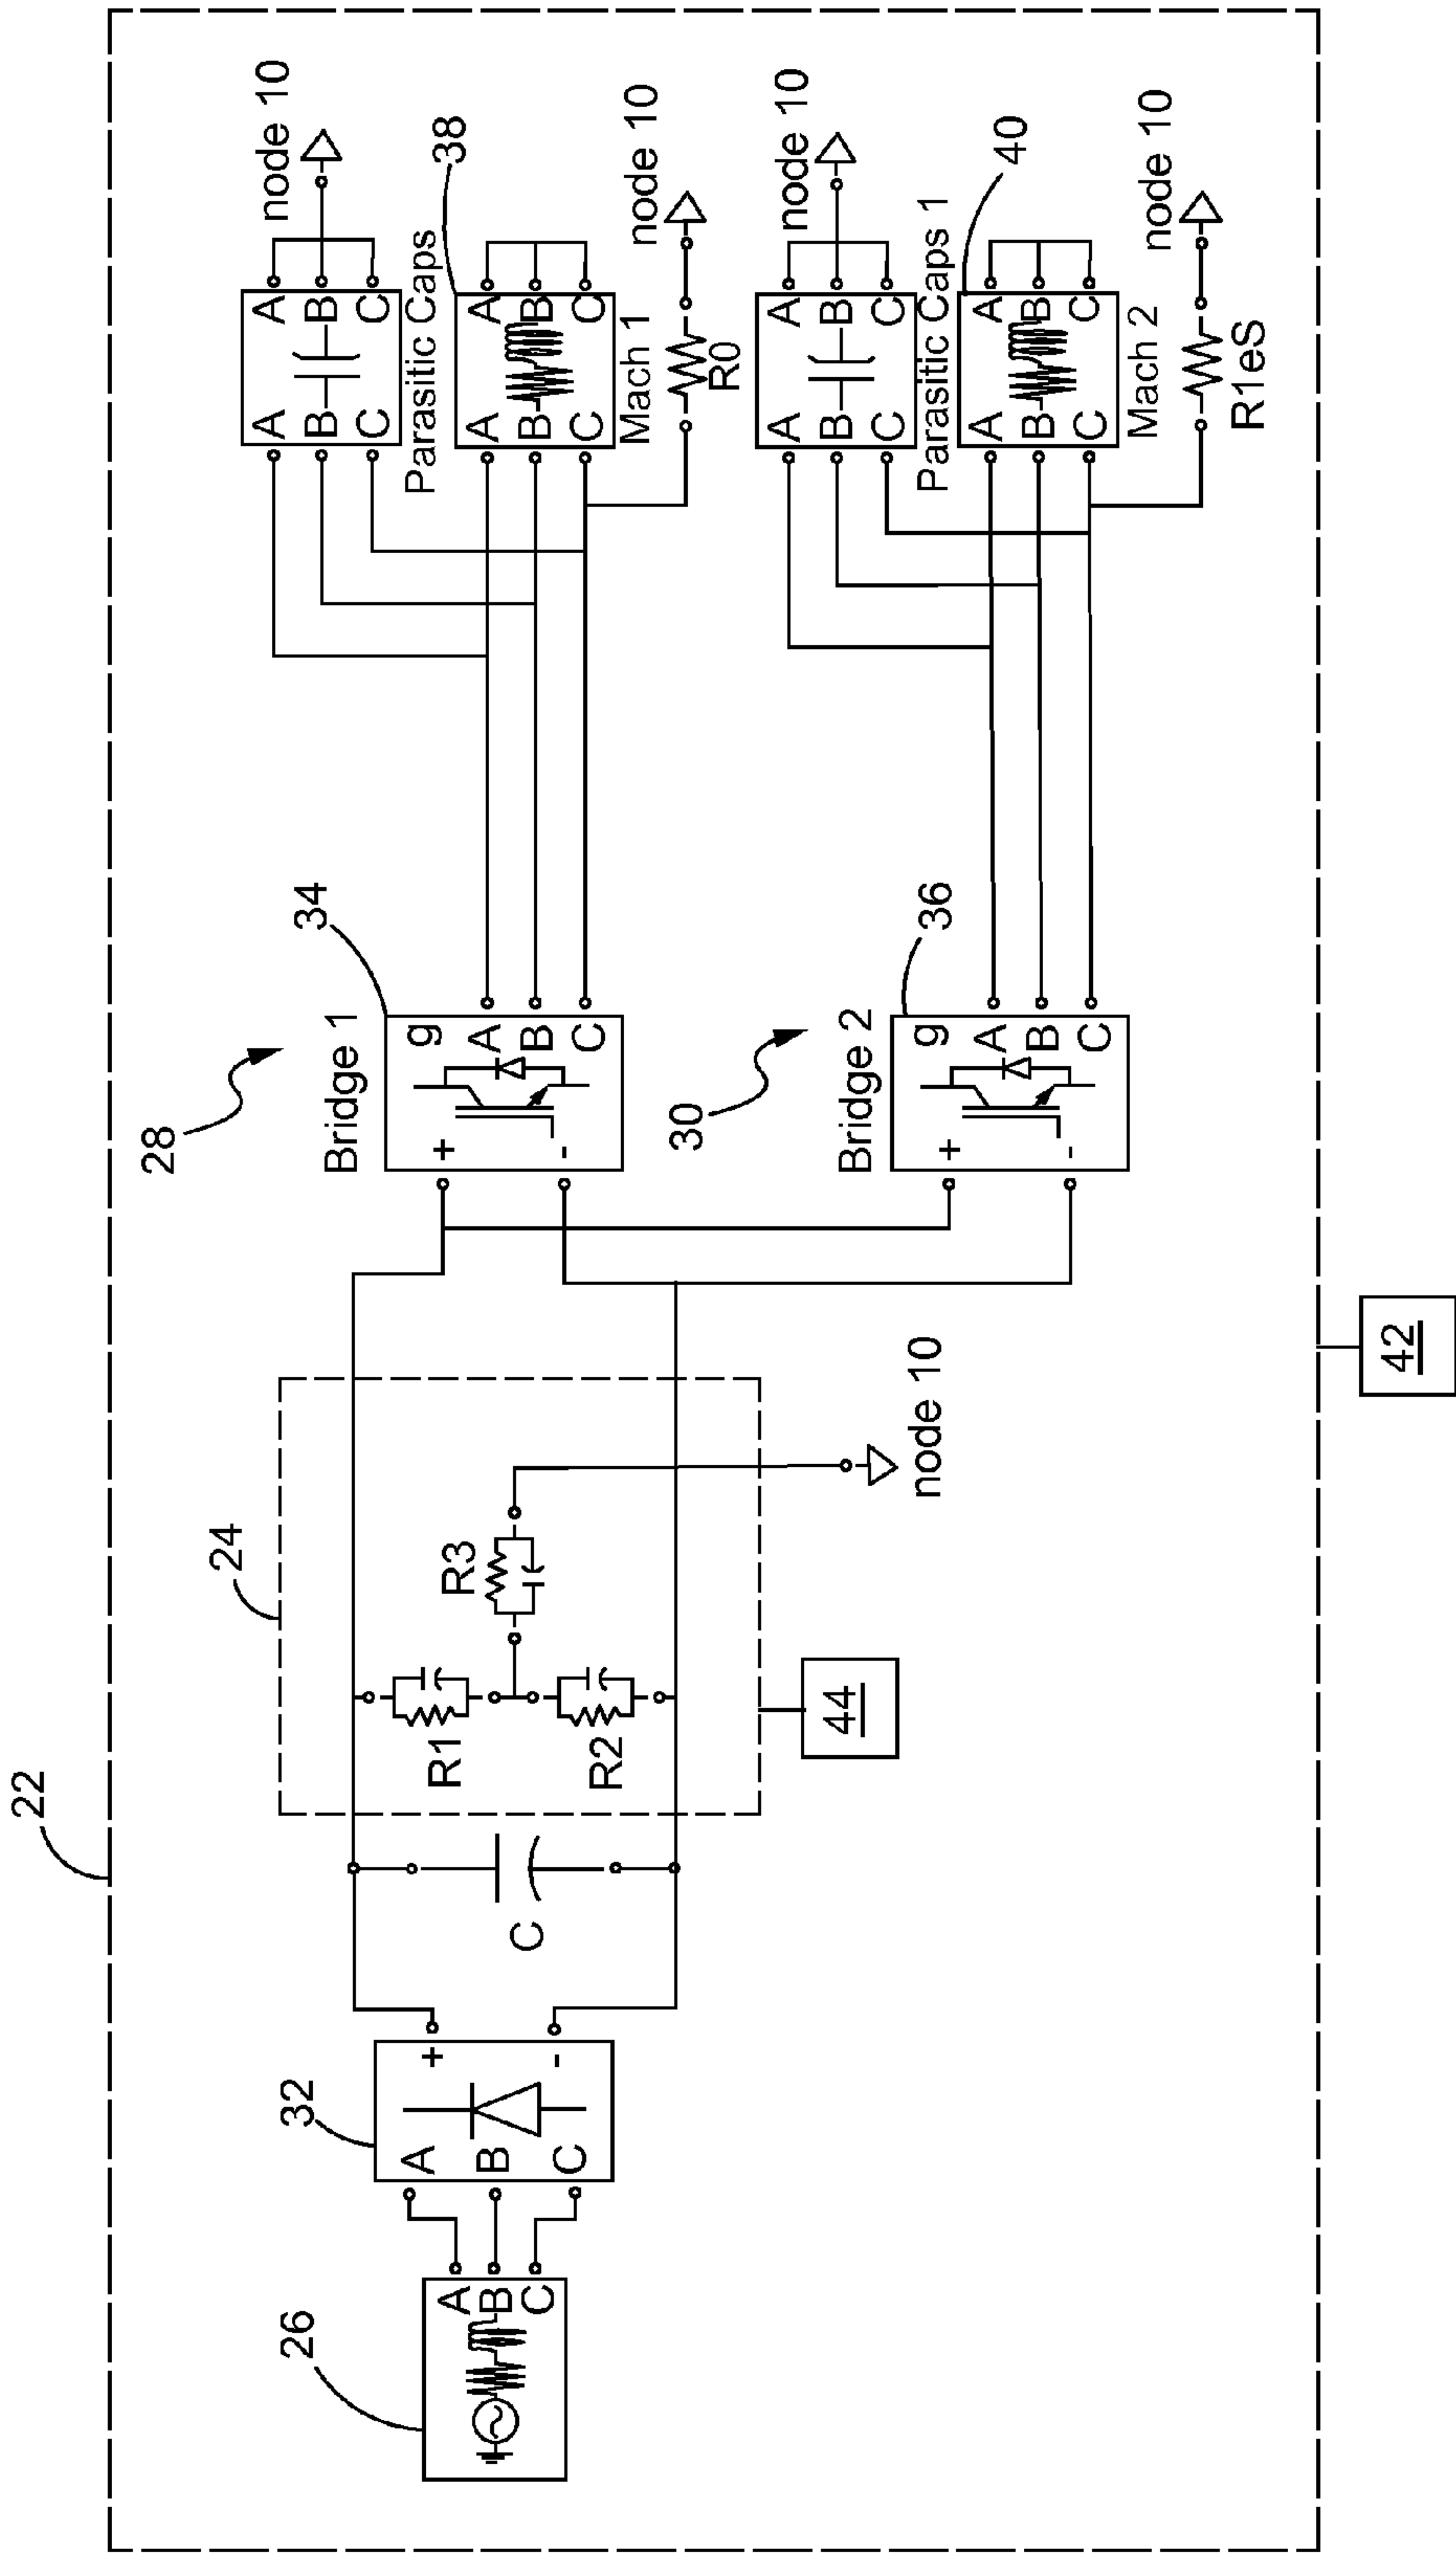 22
26
A
B
C
32
A
B
C
+
-
C
24
R1
R2
R3
node 10
44
28
Bridge 1
34
+
-
g
A
B
C
30
Bridge 2
36
+
-
g
A
B
C
A
B
C
A
B
C
node 10
Parasitic Caps
38
A
B
C
A
B
C
Mach 1
R0
node 10
A
B
C
A
B
C
node 10
Parasitic Caps 1
40
A
B
C
A
B
C
Mach 2
R1eS
node 10
42